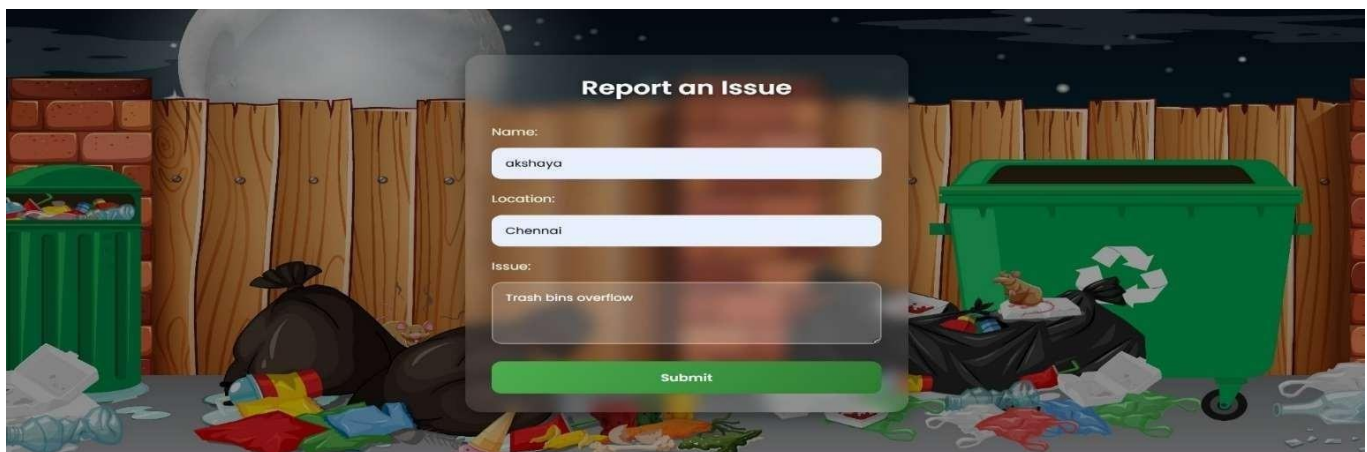 Report an Issue
Name:
akshaya
Location:
Chennai
Issue:
Trash bins overflow
Submit